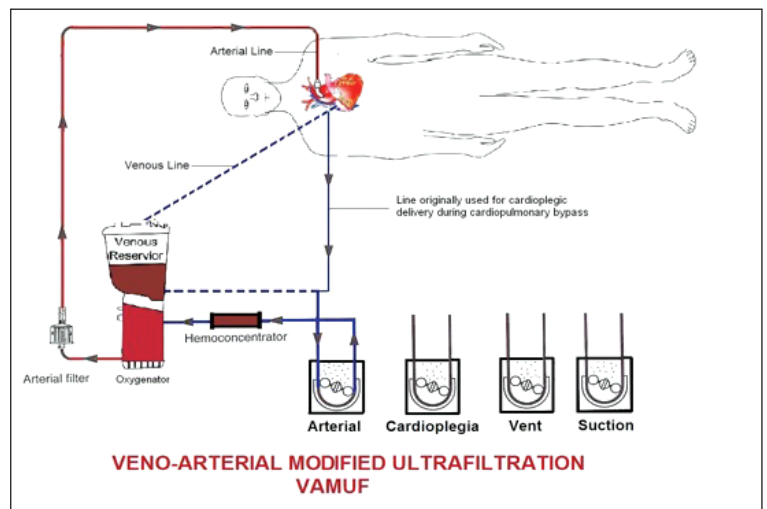 Arterial Line
Venous Line
Line originally used for cardioplegic
delivery during cardiopulmonary bypass
Venous
Reservior
Hemoconcentrator
Arterial filter
Oxygenator
Arterial
Cardioplegia
Vent
Suction
VENO-ARTERIAL MODIFIED ULTRAFILTRATION
VAMUF